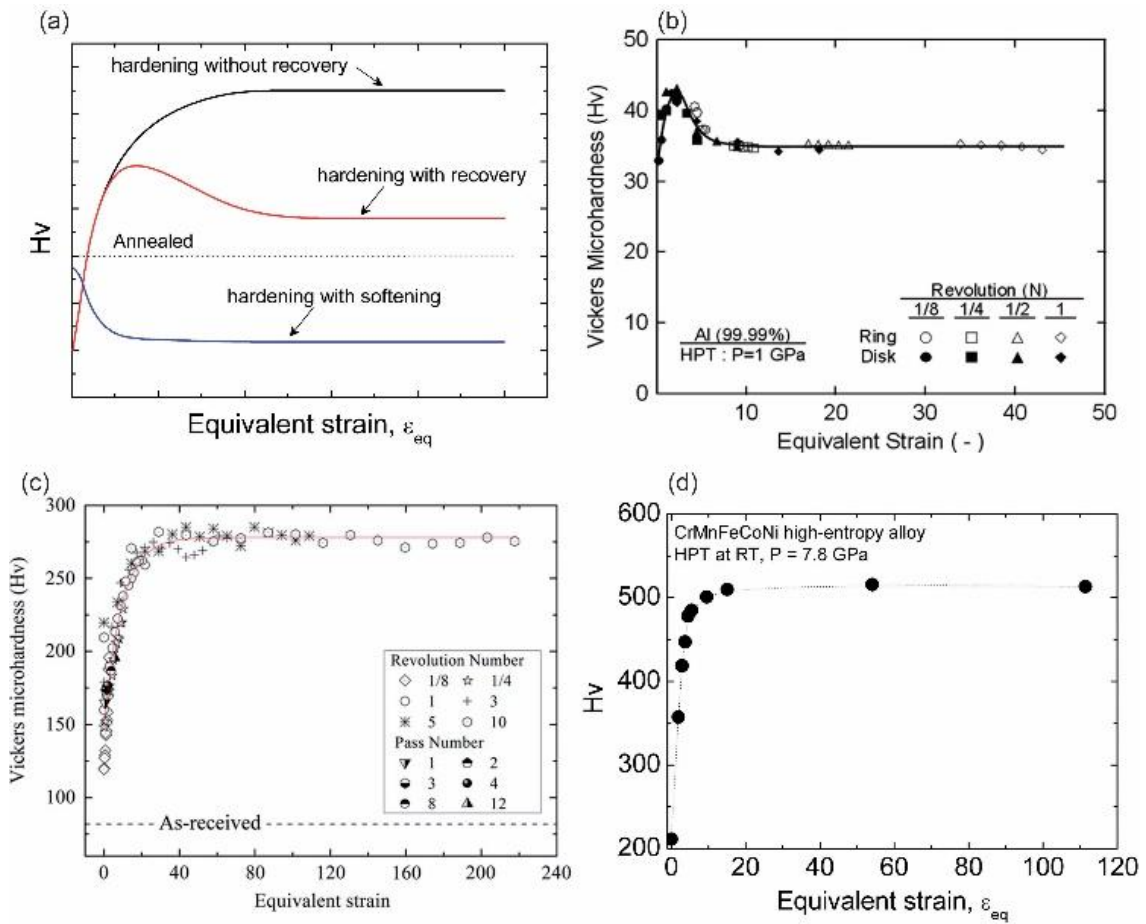 (a)
hardening without recovery
hardening with recovery
Annealed
hardening with softening
Hv
Equivalent strain, εeq
(b)
50
40
30
20
10
0
Vickers Microhardness (Hv)
Revolution (N)
1/8 1/4 1/2 1
Ring
Disk
Al (99.99%)
HPT : P=1 GPa
10 20 30 40 50
Equivalent Strain ( - )
(c)
300
250
200
150
100
Vickers microhardness (Hv)
Revolution Number
1/8 1/4
1 3
5 10
Pass Number
1 2
3 4
8 12
As-received
0 40 80 120 160 200 240
Equivalent strain
(d)
600
500
400
300
200
Hv
CrMnFeCoNi high-entropy alloy
HPT at RT, P = 7.8 GPa
0 20 40 60 80 100 120
Equivalent strain, εeq